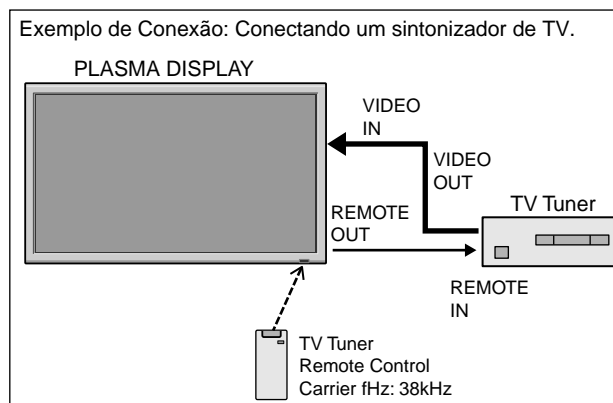 Exemplo de Conexão: Conectando um sintonizador de TV.
PLASMA DISPLAY
VIDEO
IN
VIDEO
OUT
TV Tuner
REMOTE
OUT
REMOTE
IN
TV Tuner
Remote Control
Carrier fHz: 38kHz